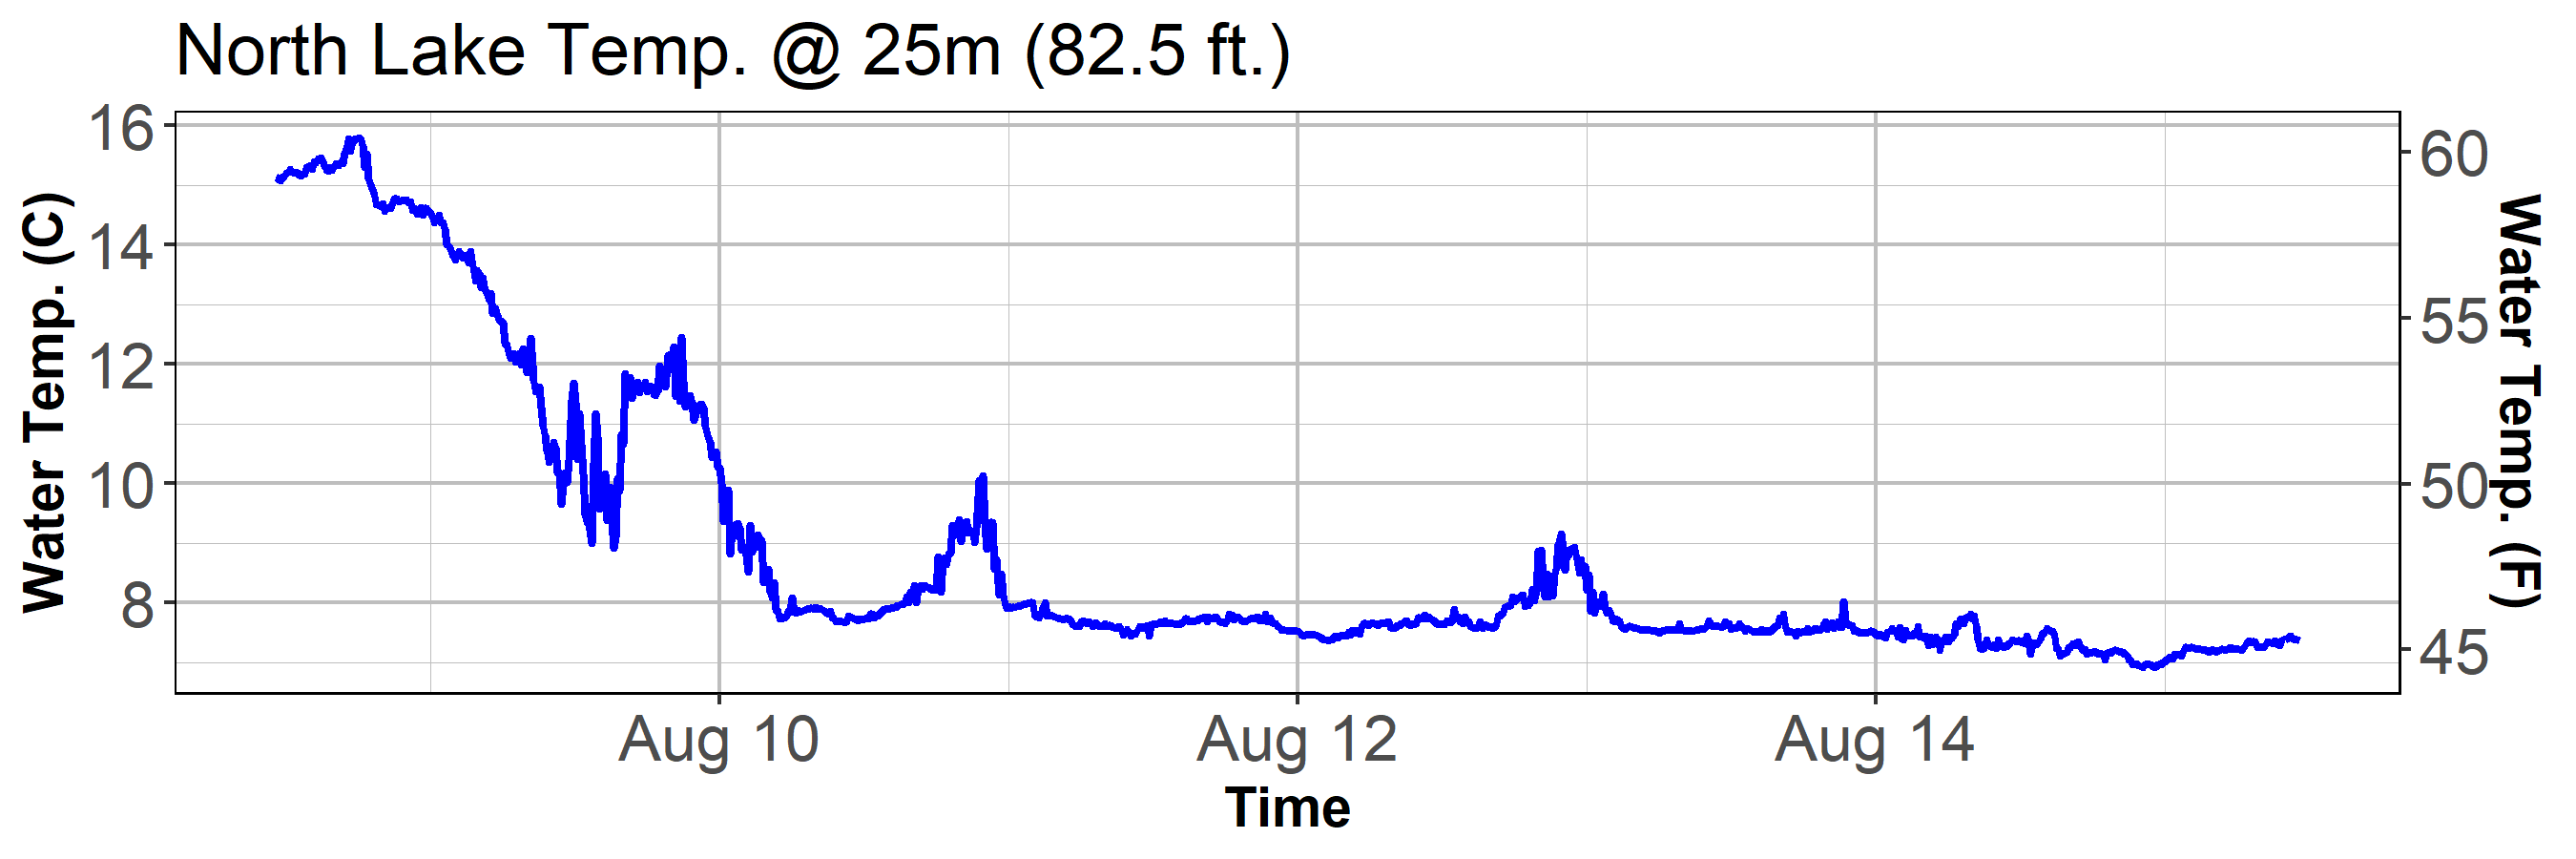 North Lake Temp. @ 25m (82.5 ft.)
Water Temp. (C)
16
14
12
10
8
60
55
50
45
Water Temp. (F)
Aug 10
Aug 12
Aug 14
Time